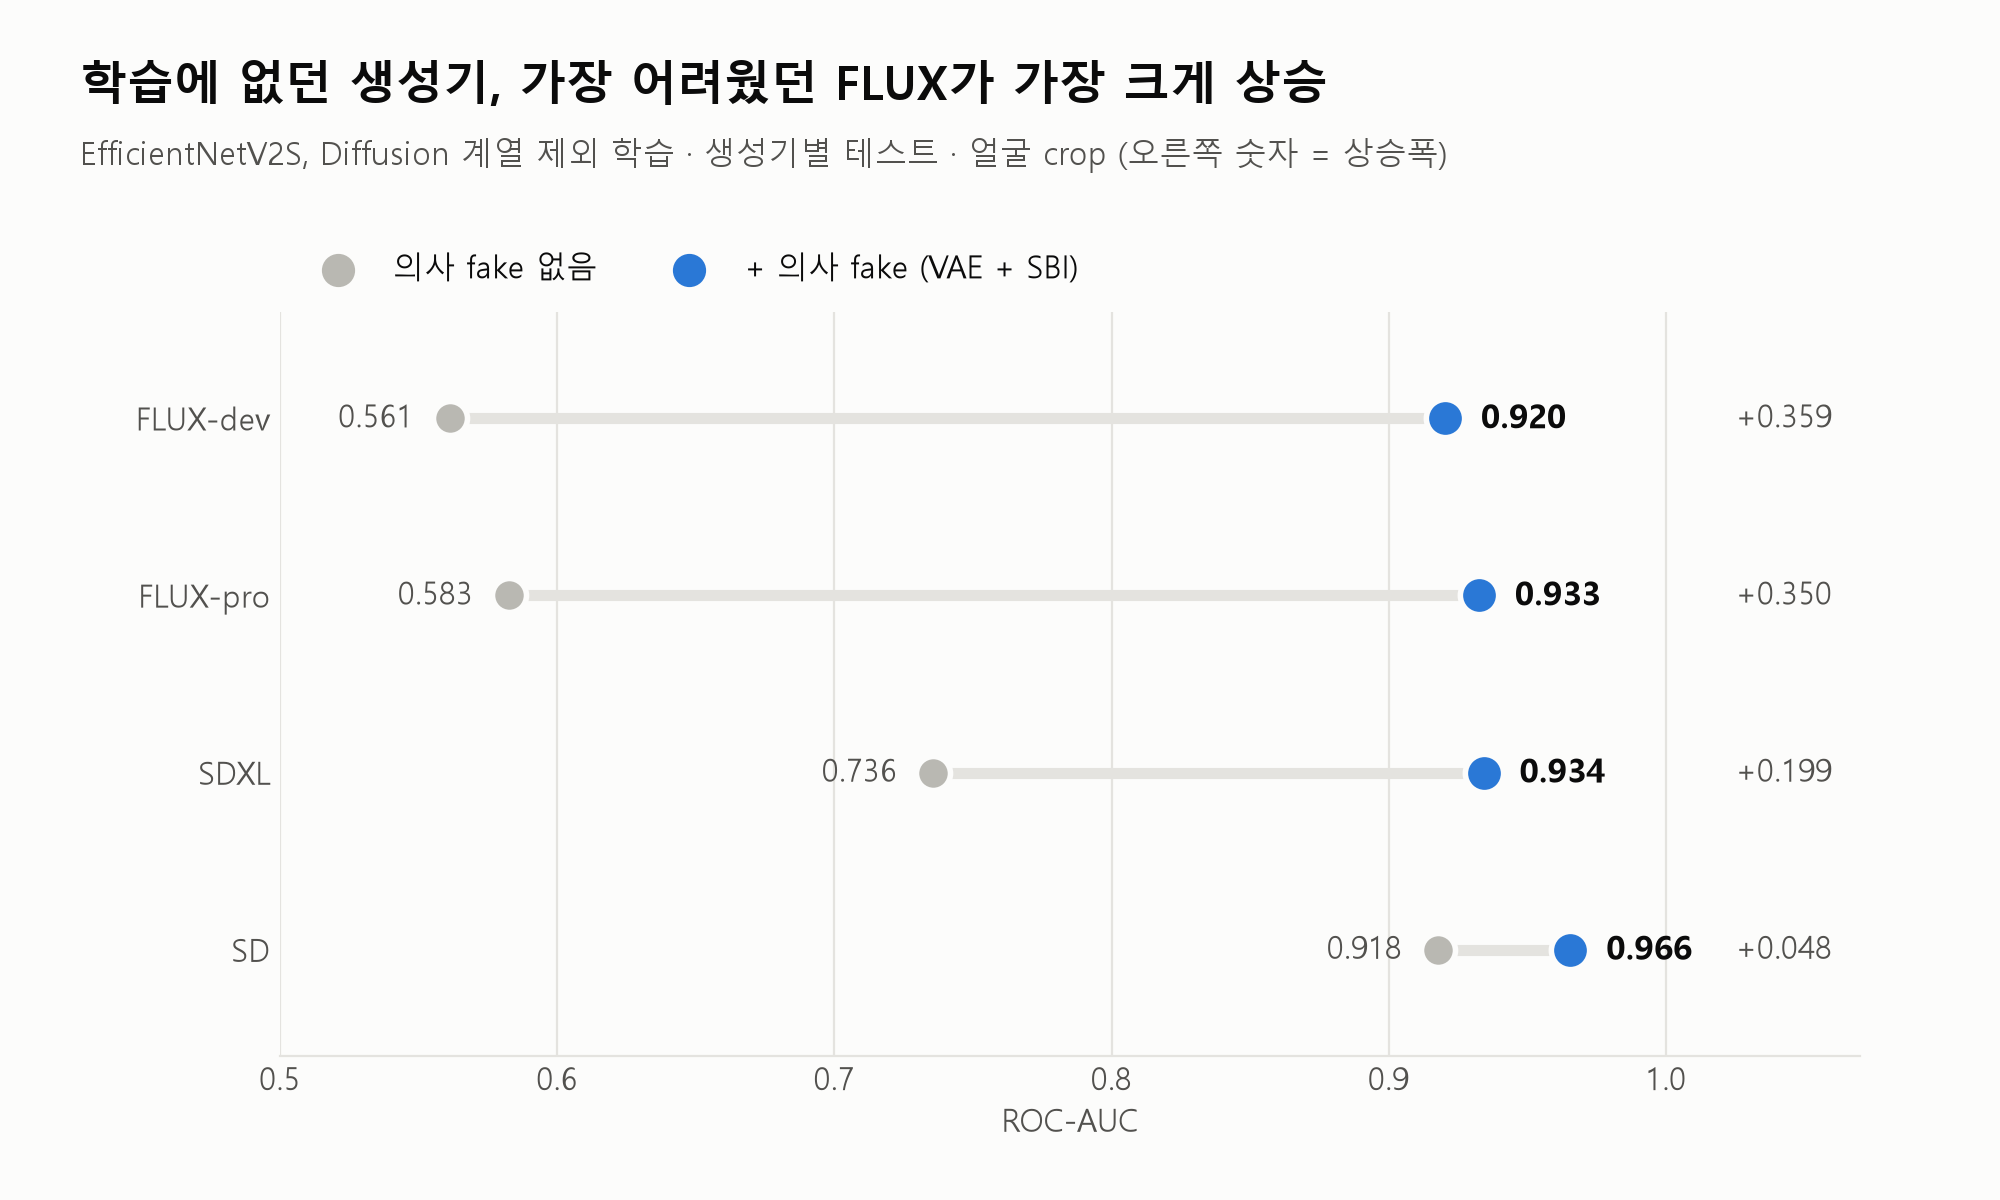 학습에 없던 생성기, 가장 어려웠던 FLUX가 가장 크게 상승
EfficientNetV2S, Diffusion 계열 제외 학습 · 생성기별 테스트 · 얼굴 crop (오른쪽 숫자 = 상승폭)
의사 fake 없음 + 의사 fake (VAE + SBI)
FLUX-dev 0.561 0.920 +0.359
FLUX-pro 0.583 0.933 +0.350
SDXL 0.736 0.934 +0.199
SD 0.918 0.966 +0.048
0.5 0.6 0.7 0.8 0.9 1.0
ROC-AUC